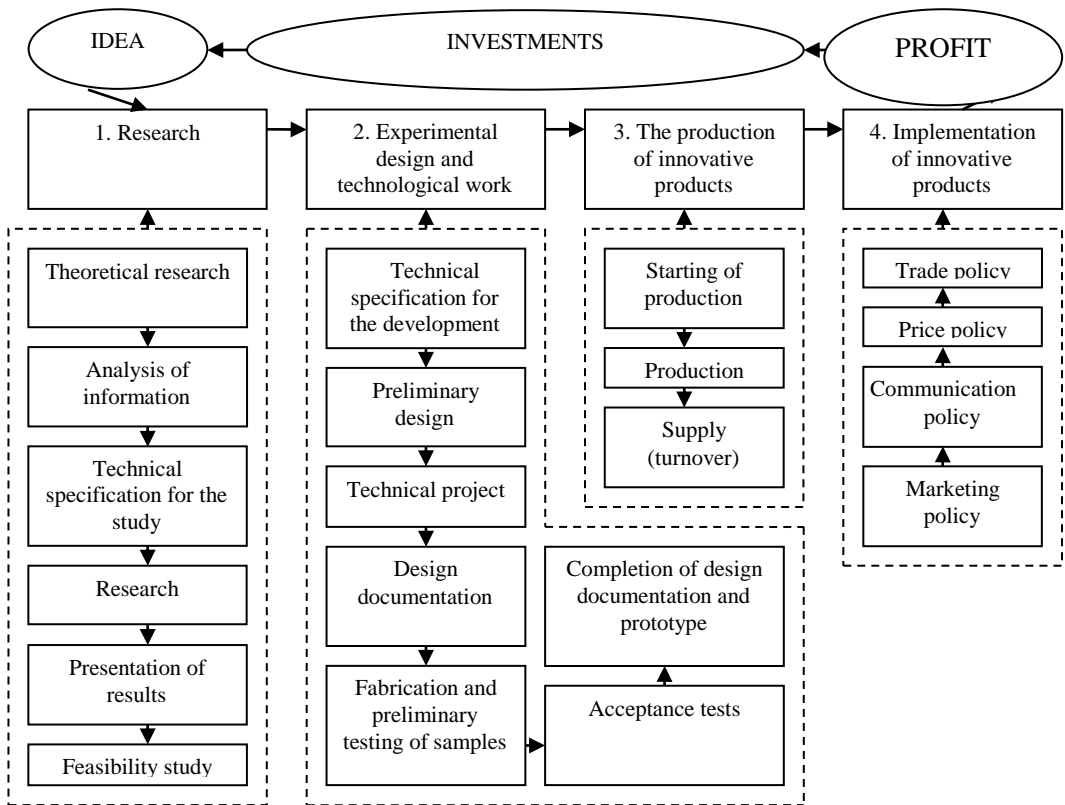 IDEA
INVESTMENTS
PROFIT
1. Research
2. Experimental
design and
technological work
3. The production
of innovative
products
4. Implementation
of innovative
products
Theoretical research
Analysis of
information
Technical
specification for the
study
Research
Presentation of
results
Feasibility study
Technical
specification for
the development
Preliminary
design
Technical project
Design
documentation
Fabrication and
preliminary
testing of samples
Completion of design
documentation and
prototype
Acceptance tests
Starting of
production
Production
Supply
(turnover)
Trade policy
Price policy
Communication
policy
Marketing
policy